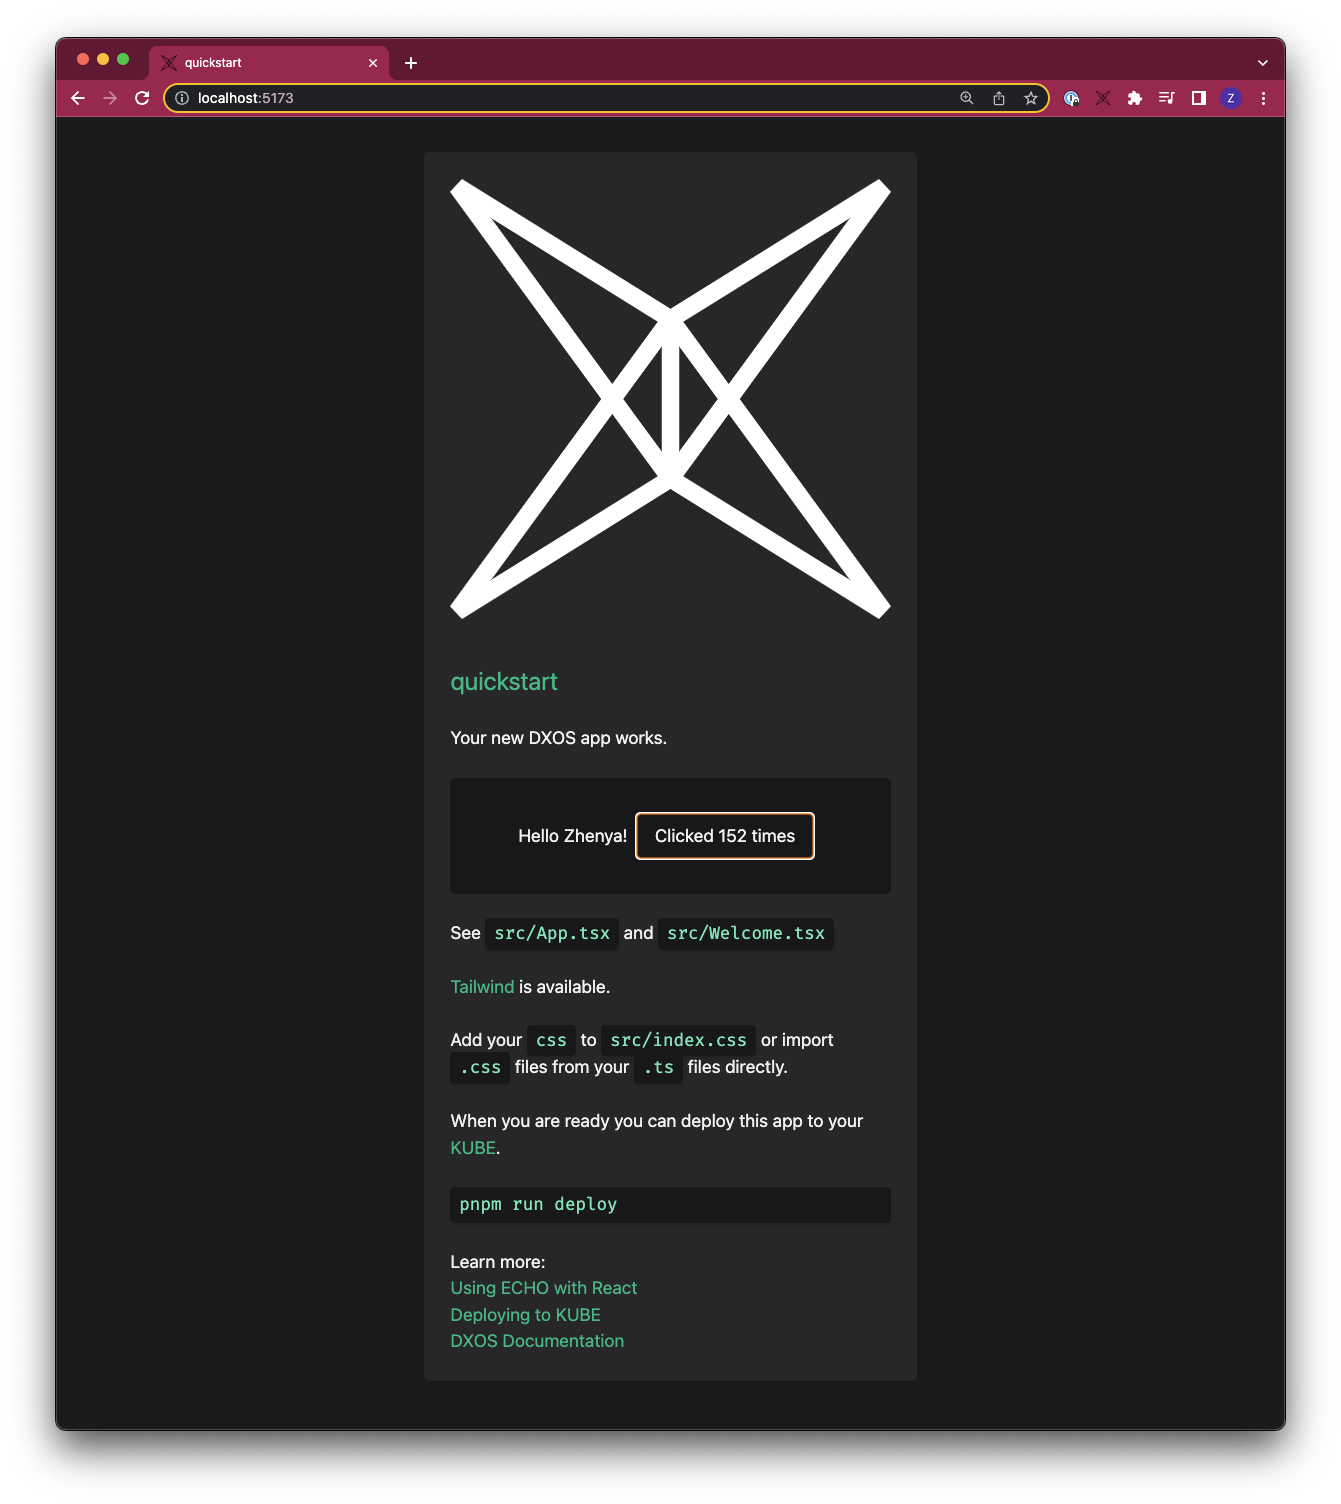 quickstart
localhost:5173
Z
quickstart
Your new DXOS app works.
Hello Zhenya! Clicked 152 times
See src/App.tsx and src/Welcome.tsx
Tailwind is available.
Add your css to src/index.css or import
.css files from your .ts files directly.
When you are ready you can deploy this app to your
KUBE.
pnpm run deploy
Learn more:
Using ECHO with React
Deploying to KUBE
DXOS Documentation